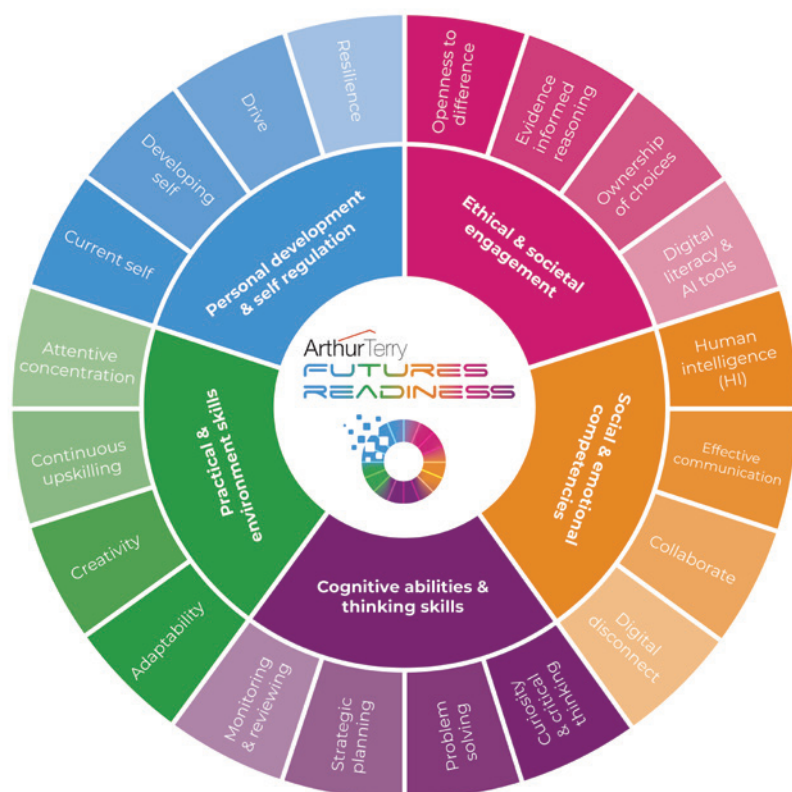 Openness to
difference
Evidence
informed
reasoning
Ownership
of choices
Digital
literacy &
AI tools
Ethical & societal
engagement
Human
intelligence
(HI)
Effective
communication
Collaborate
Digital
disconnect
Social & emotional
competencies
Curiosity
& critical
thinking
Problem
solving
Strategic
planning
Monitoring
& reviewing
Cognitive abilities &
thinking skills
Adaptability
Creativity
Continuous
upskilling
Attentive
concentration
Practical &
environment skills
Current self
Developing
self
Drive
Resilience
Personal development
& self regulation
ArthurTerry
FUTURES
READINESS